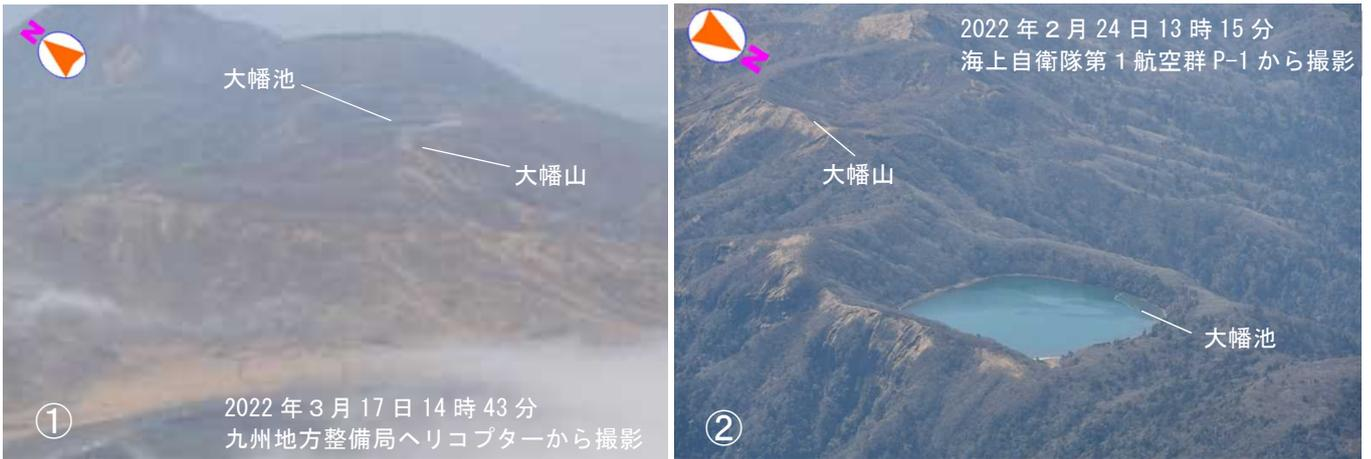 N
大幡池
大幡山
2022年3月17日14時43分
九州地方整備局ヘリコプターから撮影
①
N
2022年2月24日13時15分
海上自衛隊第1航空群P-1から撮影
大幡山
大幡池
②